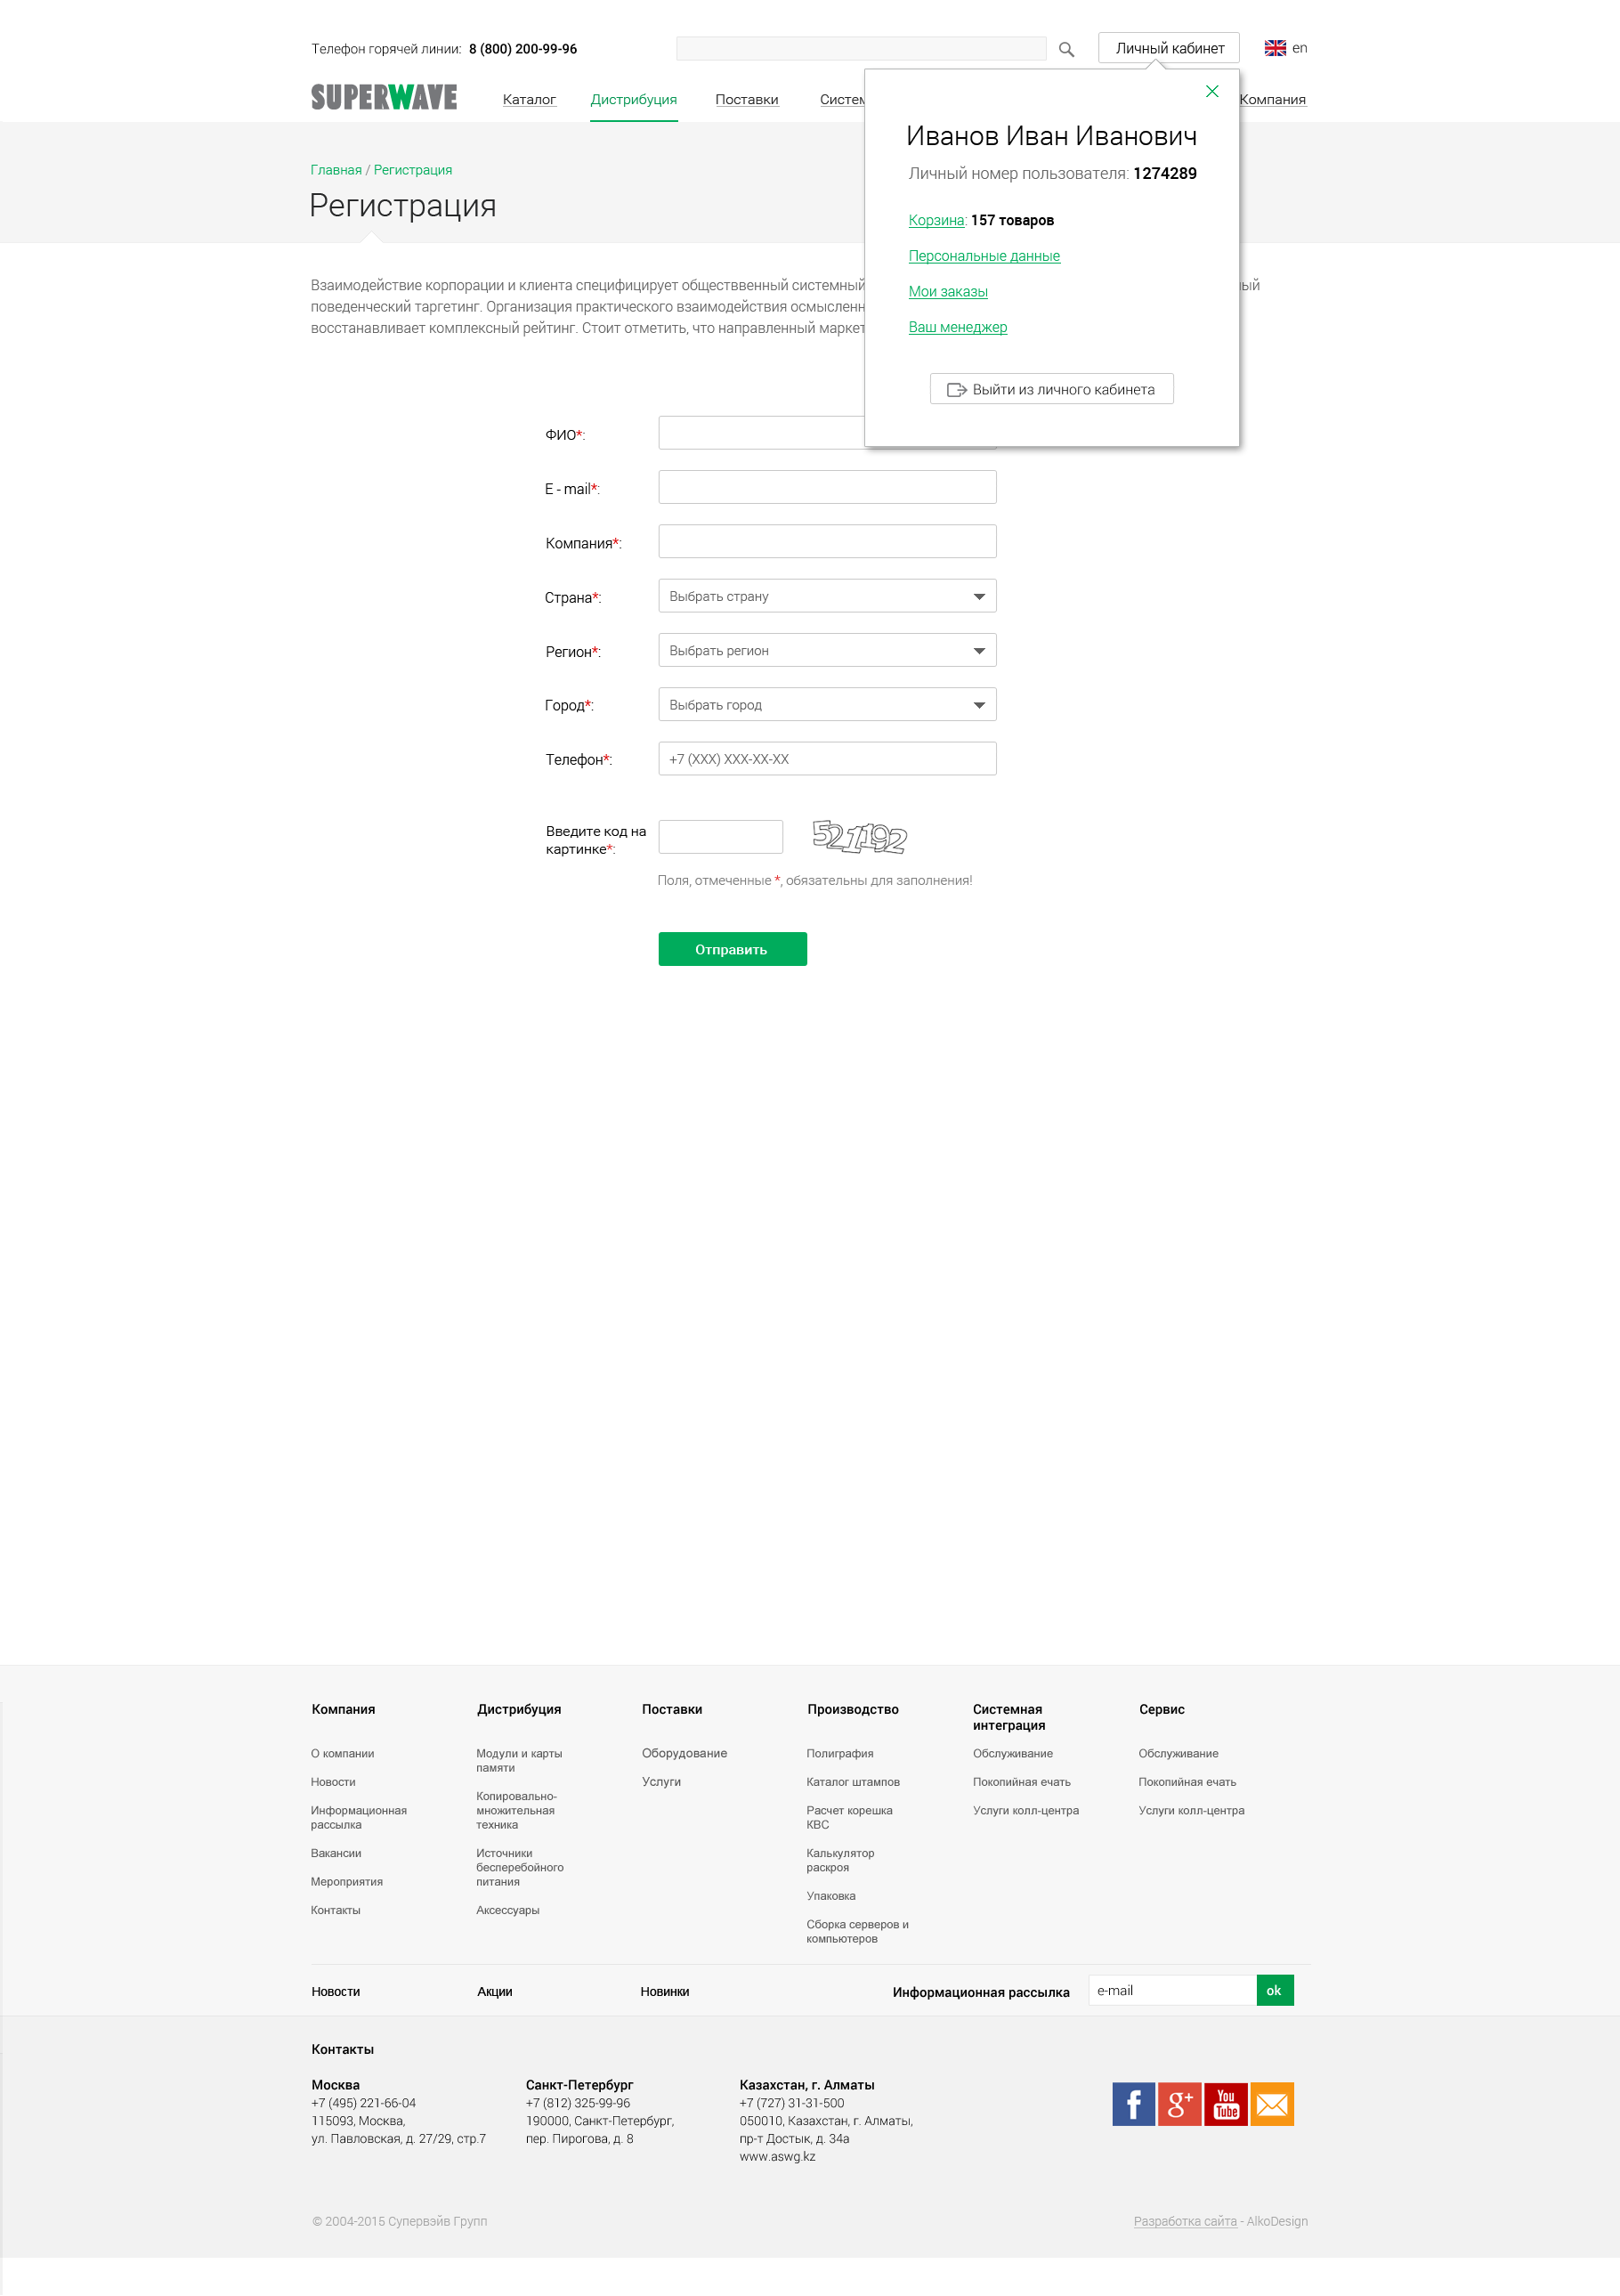 Телефон горячей линии: 8 (800) 200-99-96
Личный кабинет
en
SUPERWAVE
Каталог
Дистрибуция
Поставки
Систем
Компания
Иванов Иван Иванович
Личный номер пользователя: 1274289
Корзина: 157 товаров
Персональные данные
Мои заказы
Ваш менеджер
Выйти из личного кабинета
Главная / Регистрация
Регистрация
Взаимодействие корпорации и клиента специфицирует обществвенный системный
поведенческий таргетинг. Организация практического взаимодействия
восстанавливает комплексный рейтинг. Стоит отметить, что направленный
ФИО*:
E - mail*:
Компания*:
Страна*:
Выбрать страну
Регион*:
Выбрать регион
Город*:
Выбрать город
Телефон*:
+7 (XXX) XXX-XX-XX
Введите код на
картинке*:
521192
Поля, отмеченные *, обязательны для заполнения!
Отправить
Компания
О компании
Новости
Информационная
рассылка
Вакансии
Мероприятия
Контакты
Дистрибуция
Модули и карты
памяти
Копировально-
множительная
техника
Источники
бесперебойного
питания
Аксессуары
Поставки
Оборудование
Услуги
Производство
Полиграфия
Каталог штампов
Расчет корешка
КВС
Калькулятор
раскроя
Упаковка
Сборка серверов и
компьютеров
Системная
интеграция
Обслуживание
Покопийная ечать
Услуги колл-центра
Сервис
Обслуживание
Покопийная ечать
Услуги колл-центра
Новости
Акции
Новинки
Информационная рассылка
e-mail
ok
Контакты
Москва
+7 (495) 221-66-04
115093, Москва,
ул. Павловская, д. 27/29, стр.7
Санкт-Петербург
+7 (812) 325-99-96
190000, Санкт-Петербург,
пер. Пирогова, д. 8
Казахстан, г. Алматы
+7 (727) 31-31-500
050010, Казахстан, г. Алматы,
пр-т Достык, д. 34а
www.aswg.kz
f
g+
You
Tube
© 2004-2015 Супервэйв Групп
Разработка сайта - AlkoDesign